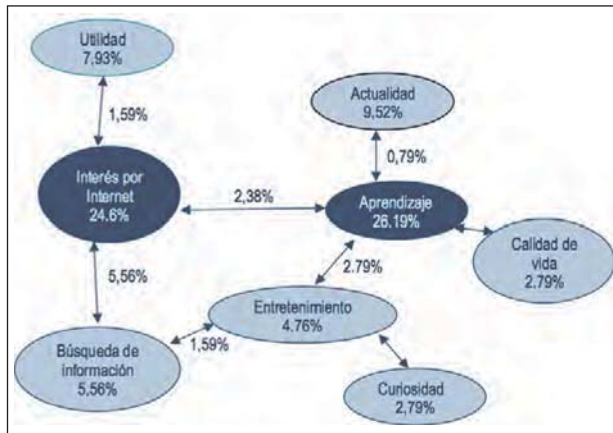 Utilidad
7,93%
1,59%
Actualidad
9,52%
0,79%
Interés por
Internet
24.6%
2,38%
Aprendizaje
26,19%
Calidad de
vida
2,79%
5,56%
2.79%
Entretenimiento
4.76%
1,59%
Búsqueda de
información
5,56%
Curiosidad
2,79%